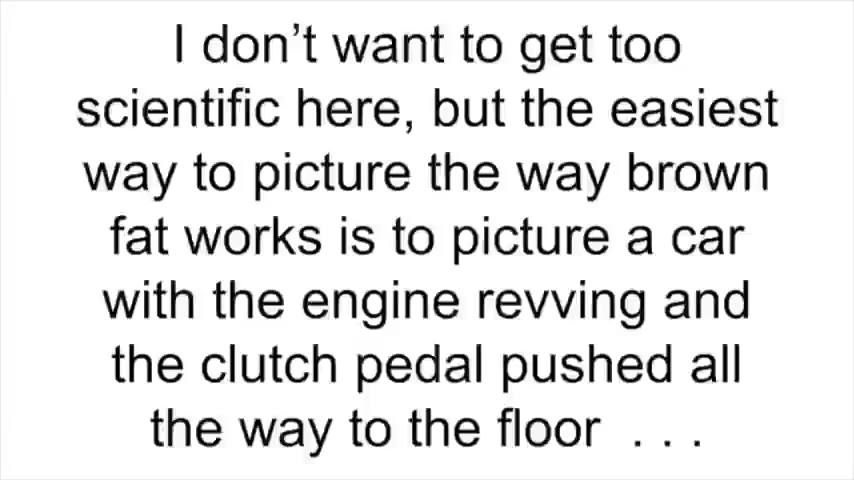 I don’t want to get too
scientific here, but the easiest
way to picture the way brown
fat works is to picture a car
with the engine revving and
the clutch pedal pushed all
the way to the floor  . . .